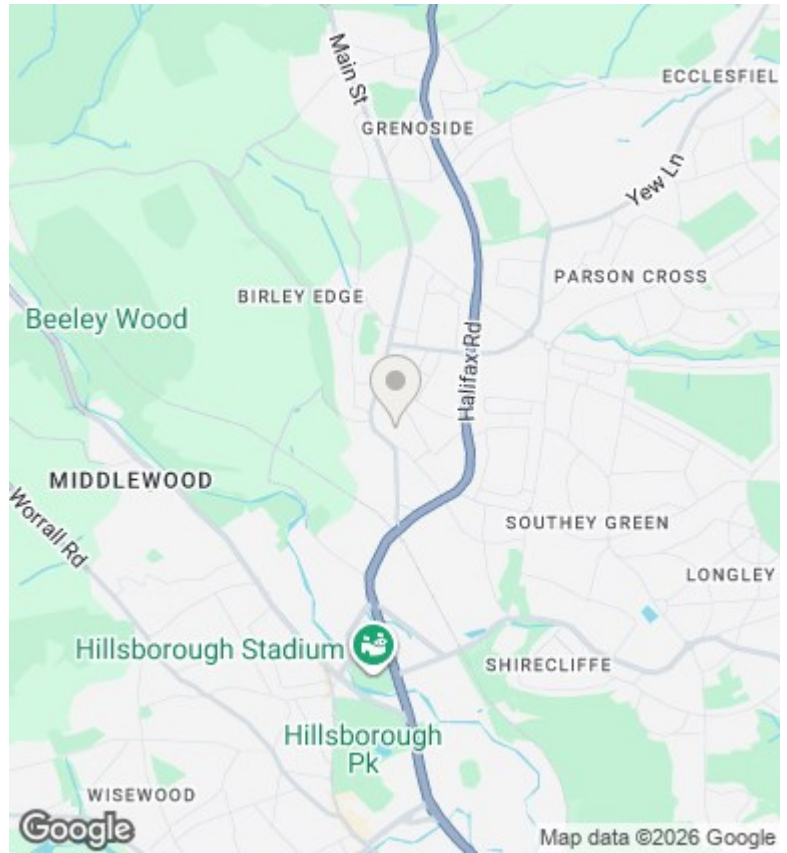 Main St
ECCLESFIEL
GRENOSIDE
Yew Ln
PARSON CROSS
BIRLEY EDGE
Beeley Wood
Halifax Rd
MIDDLEWOOD
Worrall Rd
SOUTHEY GREEN
LONGLEY
Hillsborough Stadium
SHIRECLIFFE
Hillsborough
Pk
WISEWOOD
Google
Map data ©2026 Google